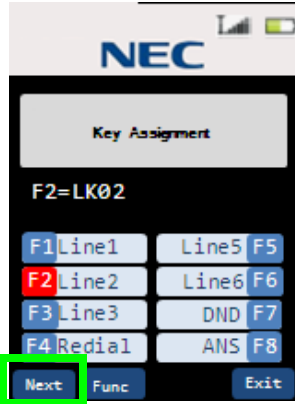 NEC
Key Assignment
F2=LK02
F1 Line1 Line5 F5
F2 Line2 Line6 F6
F3 Line3 DND F7
F4 Redial ANS F8
Next Func Exit